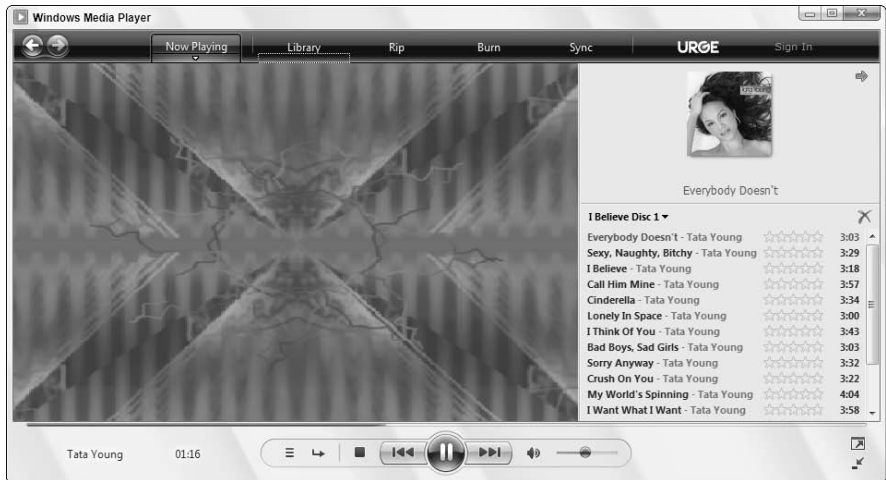 Windows Media Player
Now Playing Library Rip Burn Sync URGE Sign In
Tata Young
Everybody Doesn't
I Believe Disc 1
Everybody Doesn't - Tata Young 3:03
Sexy, Naughty, Bitchy - Tata Young 3:29
I Believe - Tata Young 3:18
Call Him Mine - Tata Young 3:57
Cinderella - Tata Young 3:34
Lonely In Space - Tata Young 3:00
I Think Of You - Tata Young 3:43
Bad Boys, Sad Girls - Tata Young 3:03
Sorry Anyway - Tata Young 3:32
Crush On You - Tata Young 3:22
My World's Spinning - Tata Young 4:04
I Want What I Want - Tata Young 3:58
Tata Young 01:16